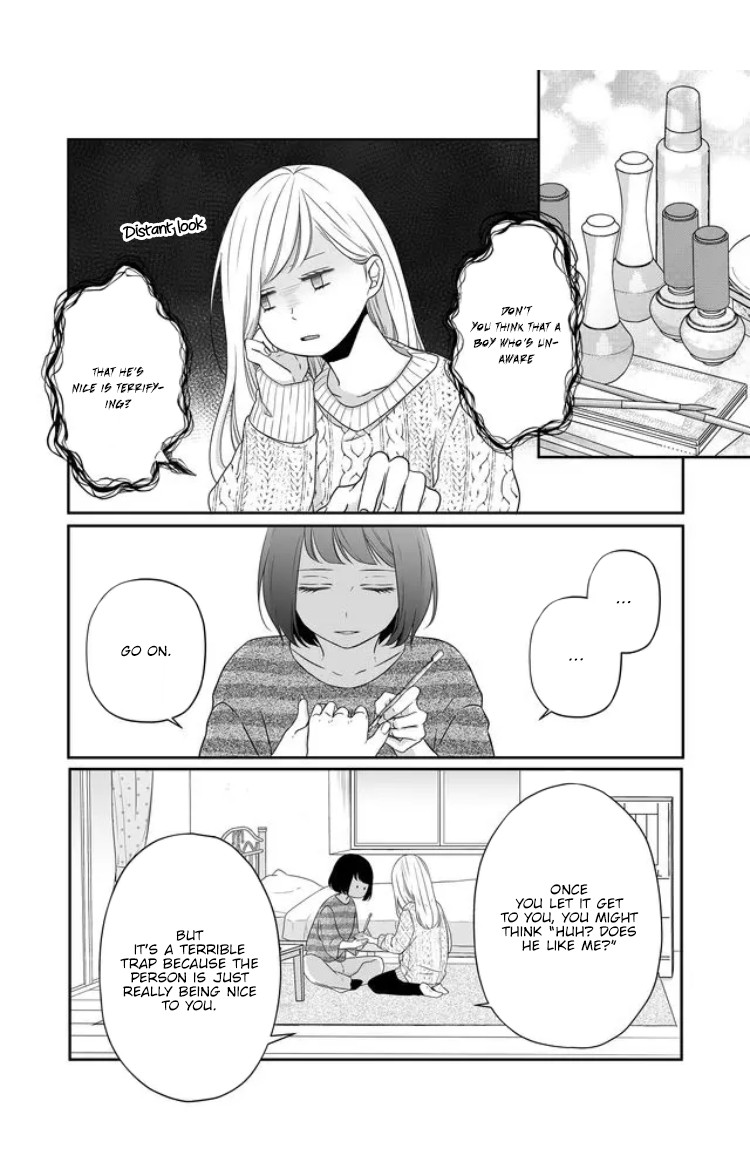 DON'T
YOU THINK THAT A
BOY WHO'S UN-
AWARE
Distant look
THAT HE'S
NICE IS TERRIFY-
ING?
...
...
GO ON.
ONCE
YOU LET IT GET
TO YOU, YOU MIGHT
THINK "HUH? DOES
HE LIKE ME?"
BUT
IT'S A TERRIBLE
TRAP BECAUSE THE
PERSON IS JUST
REALLY BEING NICE
TO YOU.